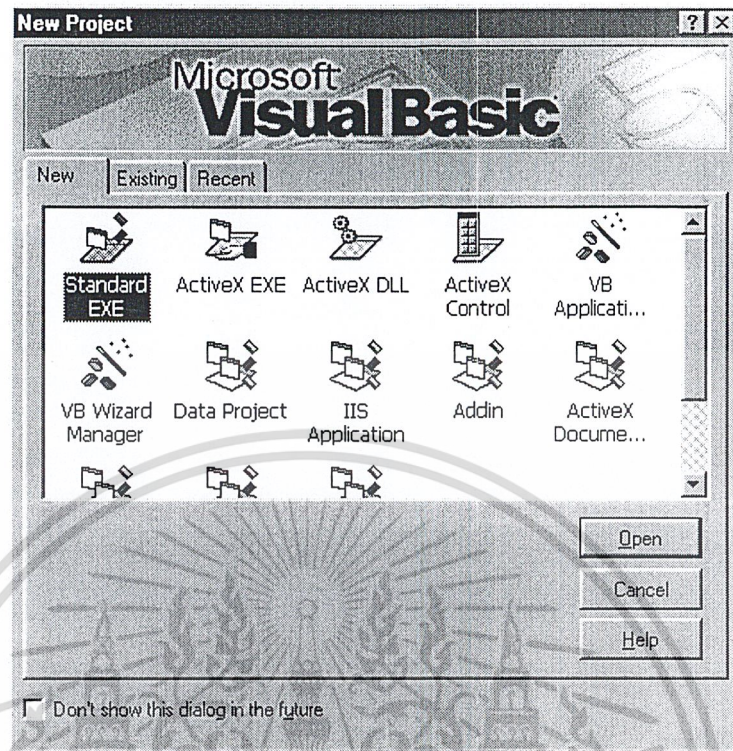 New Project
Microsoft
Visual Basic
New Existing Recent
Standard EXE
ActiveX EXE
ActiveX DLL
ActiveX Control
VB Applicati...
VB Wizard Manager
Data Project
IIS Application
Addin
ActiveX Docume...
Open
Cancel
Help
Don't show this dialog in the future